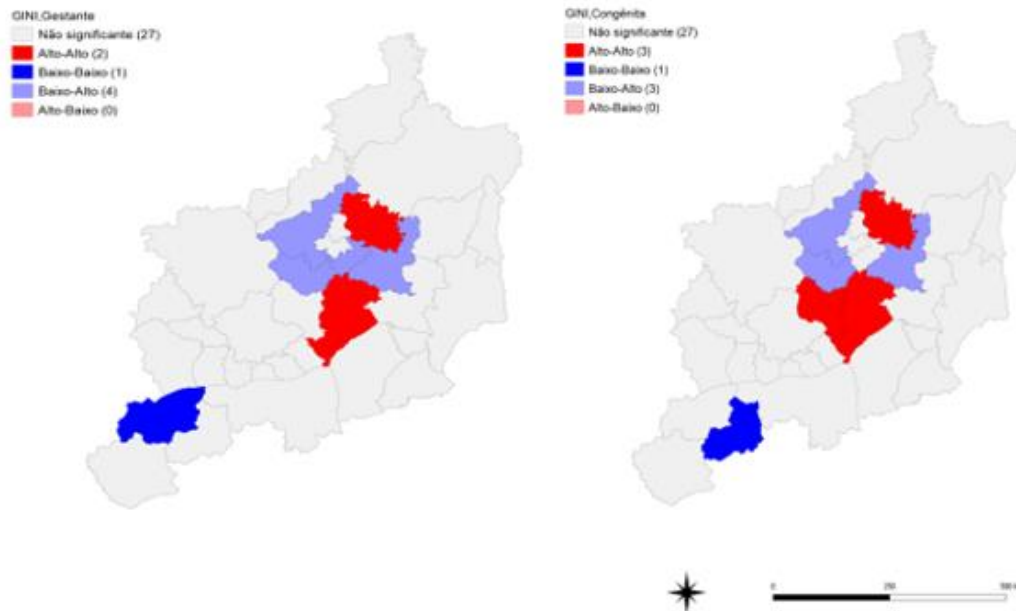 GINI,Gestante
Não significante (27)
Alto-Alto (2)
Baixo-Baixo (1)
Baixo-Alto (4)
Alto-Baixo (0)
GINI,Congênita
Não significante (27)
Alto-Alto (3)
Baixo-Baixo (1)
Baixo-Alto (3)
Alto-Baixo (0)
0 250 500